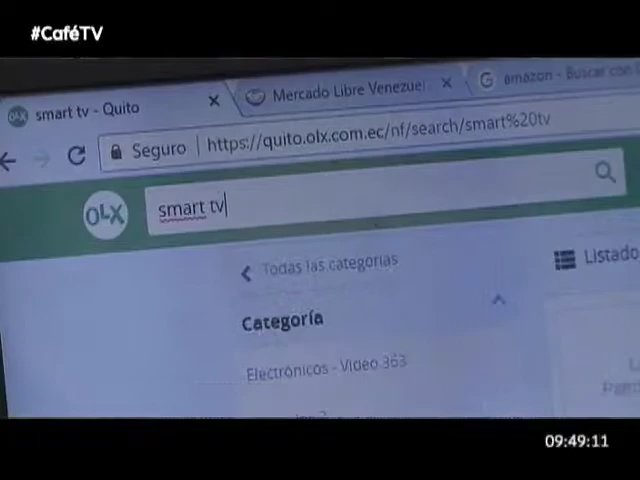 #CaféTV
smart tv - Quito
Mercado Libre Venezuel
amazon - Buscar con
Seguro | https://quito.olx.com.ec/nf/search/smart%20tv
OLX
smart tv
Todas las categorías
Listado
Categoría
Electrónicos - Video 363
09:49:11